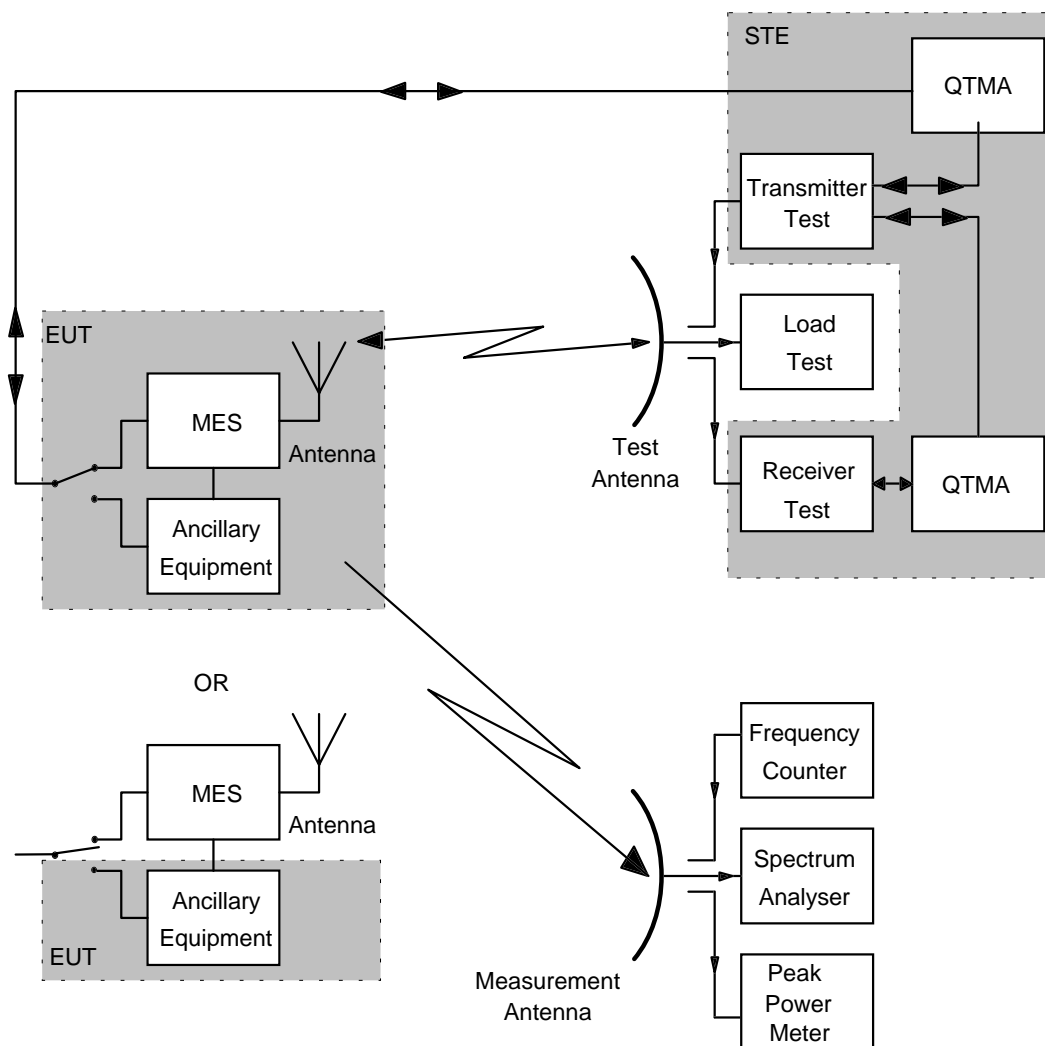 STE
QTMA
Transmitter
Test
EUT
Load
Test
MES
Antenna
Test
Antenna
Receiver
Test
QTMA
Ancillary
Equipment
OR
Frequency
Counter
MES
Antenna
Spectrum
Analyser
Ancillary
Equipment
EUT
Measurement
Antenna
Peak
Power
Meter